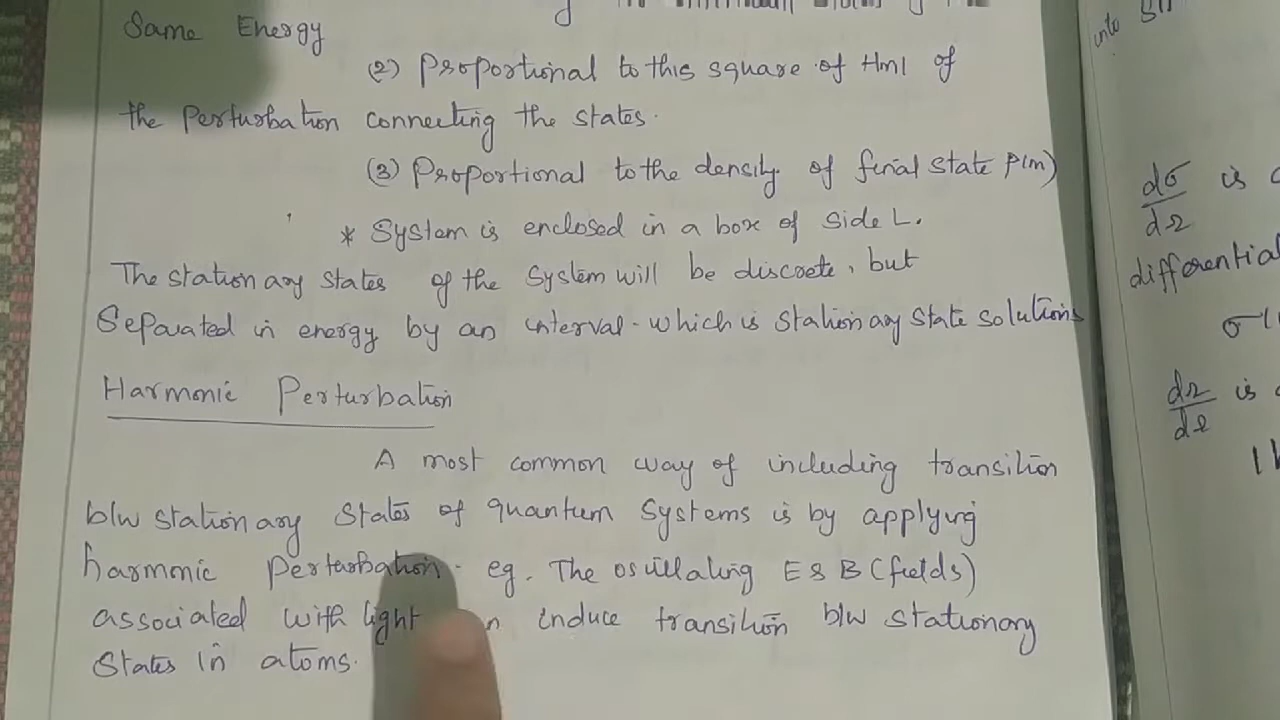 Same Energy
(2) Proportional to this square of Hml of
the Perturbation connecting the states.
(3) Proportional to the density of final state ρ(m)
* System is enclosed in a box of side L.
The stationary states of the system will be discrete, but
Separated in energy by an interval. which is stationary state solutions
Harmonic Perturbation
A most common way of including transition
b/w stationary states of quantum systems is by applying
harmonic perturbation. eg. The oscillating E & B (fields)
associated with light induce transition b/w stationary
states in atoms.
into
dσ/dΩ is
differential
dΩ/dΩ is